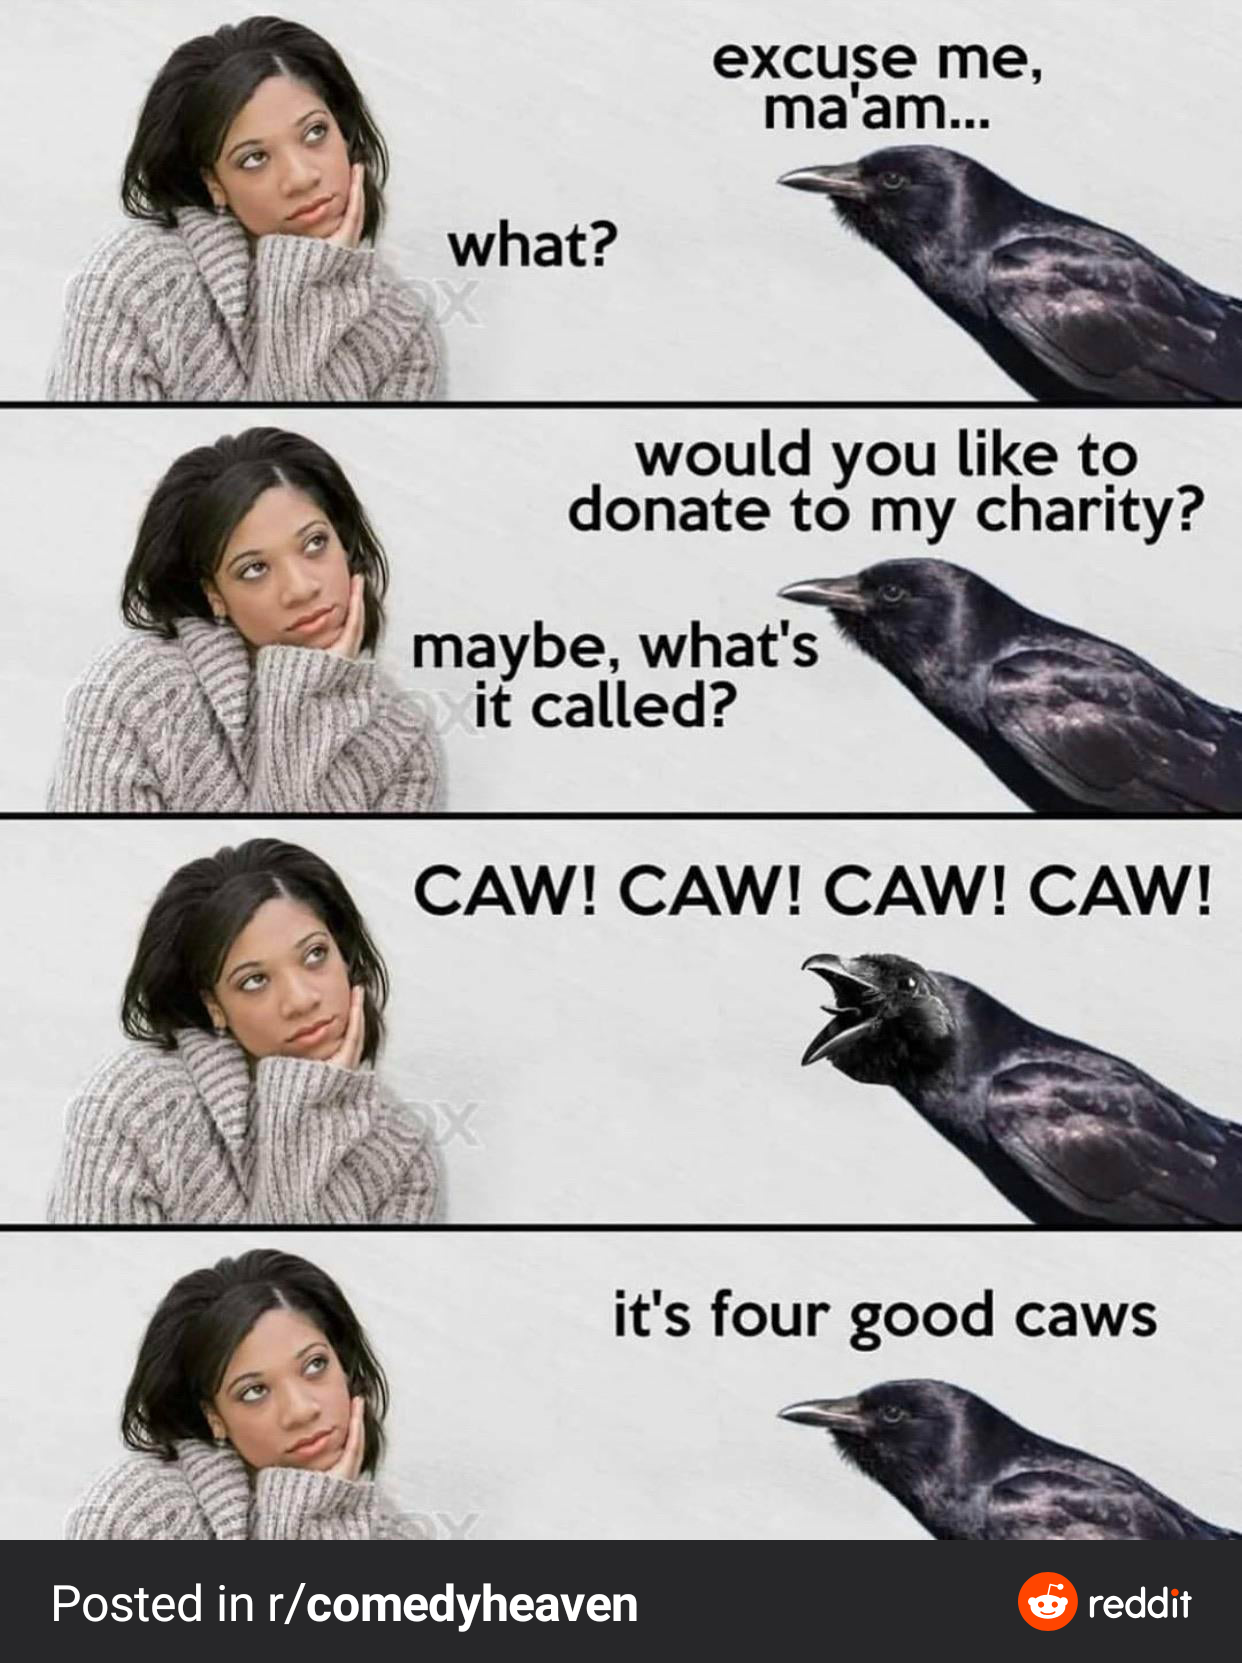 excuse me,
ma'am...
what?
would you like to
donate to my charity?
maybe, what's
it called?
CAW! CAW! CAW! CAW!
it's four good caws
Posted in r/comedyheaven
reddit